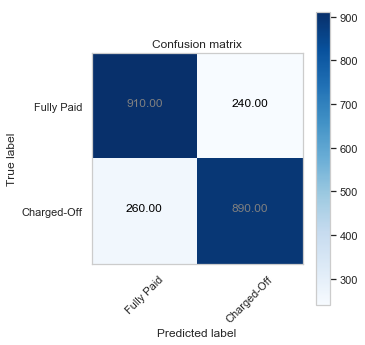 Confusion matrix
True label
Fully Paid
910.00
240.00
Charged-Off
260.00
890.00
Fully Paid
Charged-Off
Predicted label
900
800
700
600
500
400
300